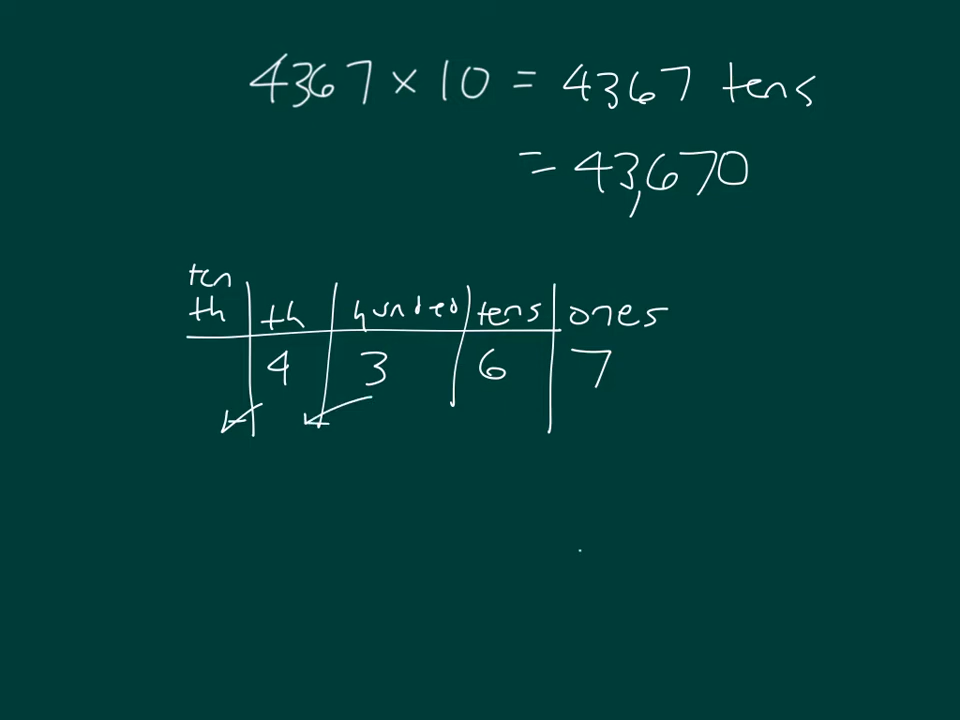 4367 × 10 = 4367 tens
= 43,670
ten
th th hundred tens ones
4 3 6 7